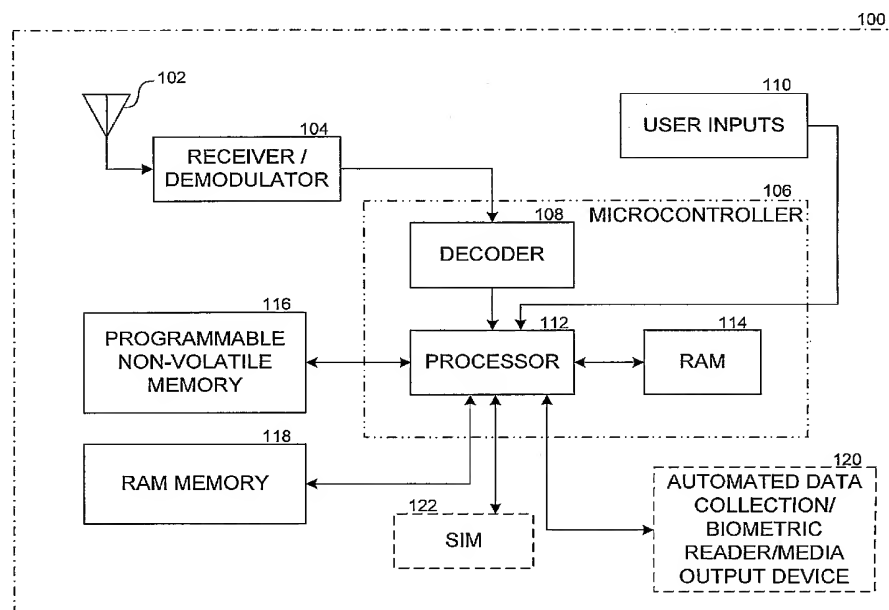 100
102
110
USER INPUTS
104
RECEIVER /
DEMODULATOR
106
MICROCONTROLLER
108
DECODER
116
PROGRAMMABLE
NON-VOLATILE
MEMORY
112
PROCESSOR
114
RAM
118
RAM MEMORY
122
SIM
120
AUTOMATED DATA
COLLECTION/
BIOMETRIC
READER/MEDIA
OUTPUT DEVICE